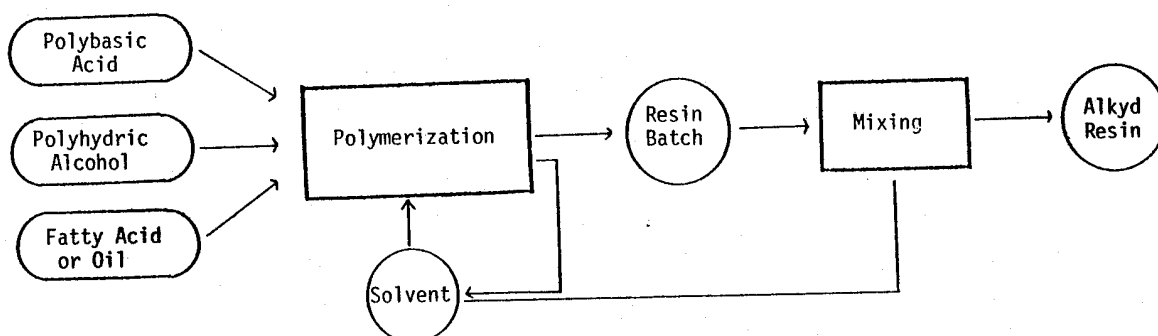 Polybasic
Acid
Polyhydric
Alcohol
Fatty Acid
or Oil
Polymerization
Solvent
Resin
Batch
Mixing
Alkyd
Resin